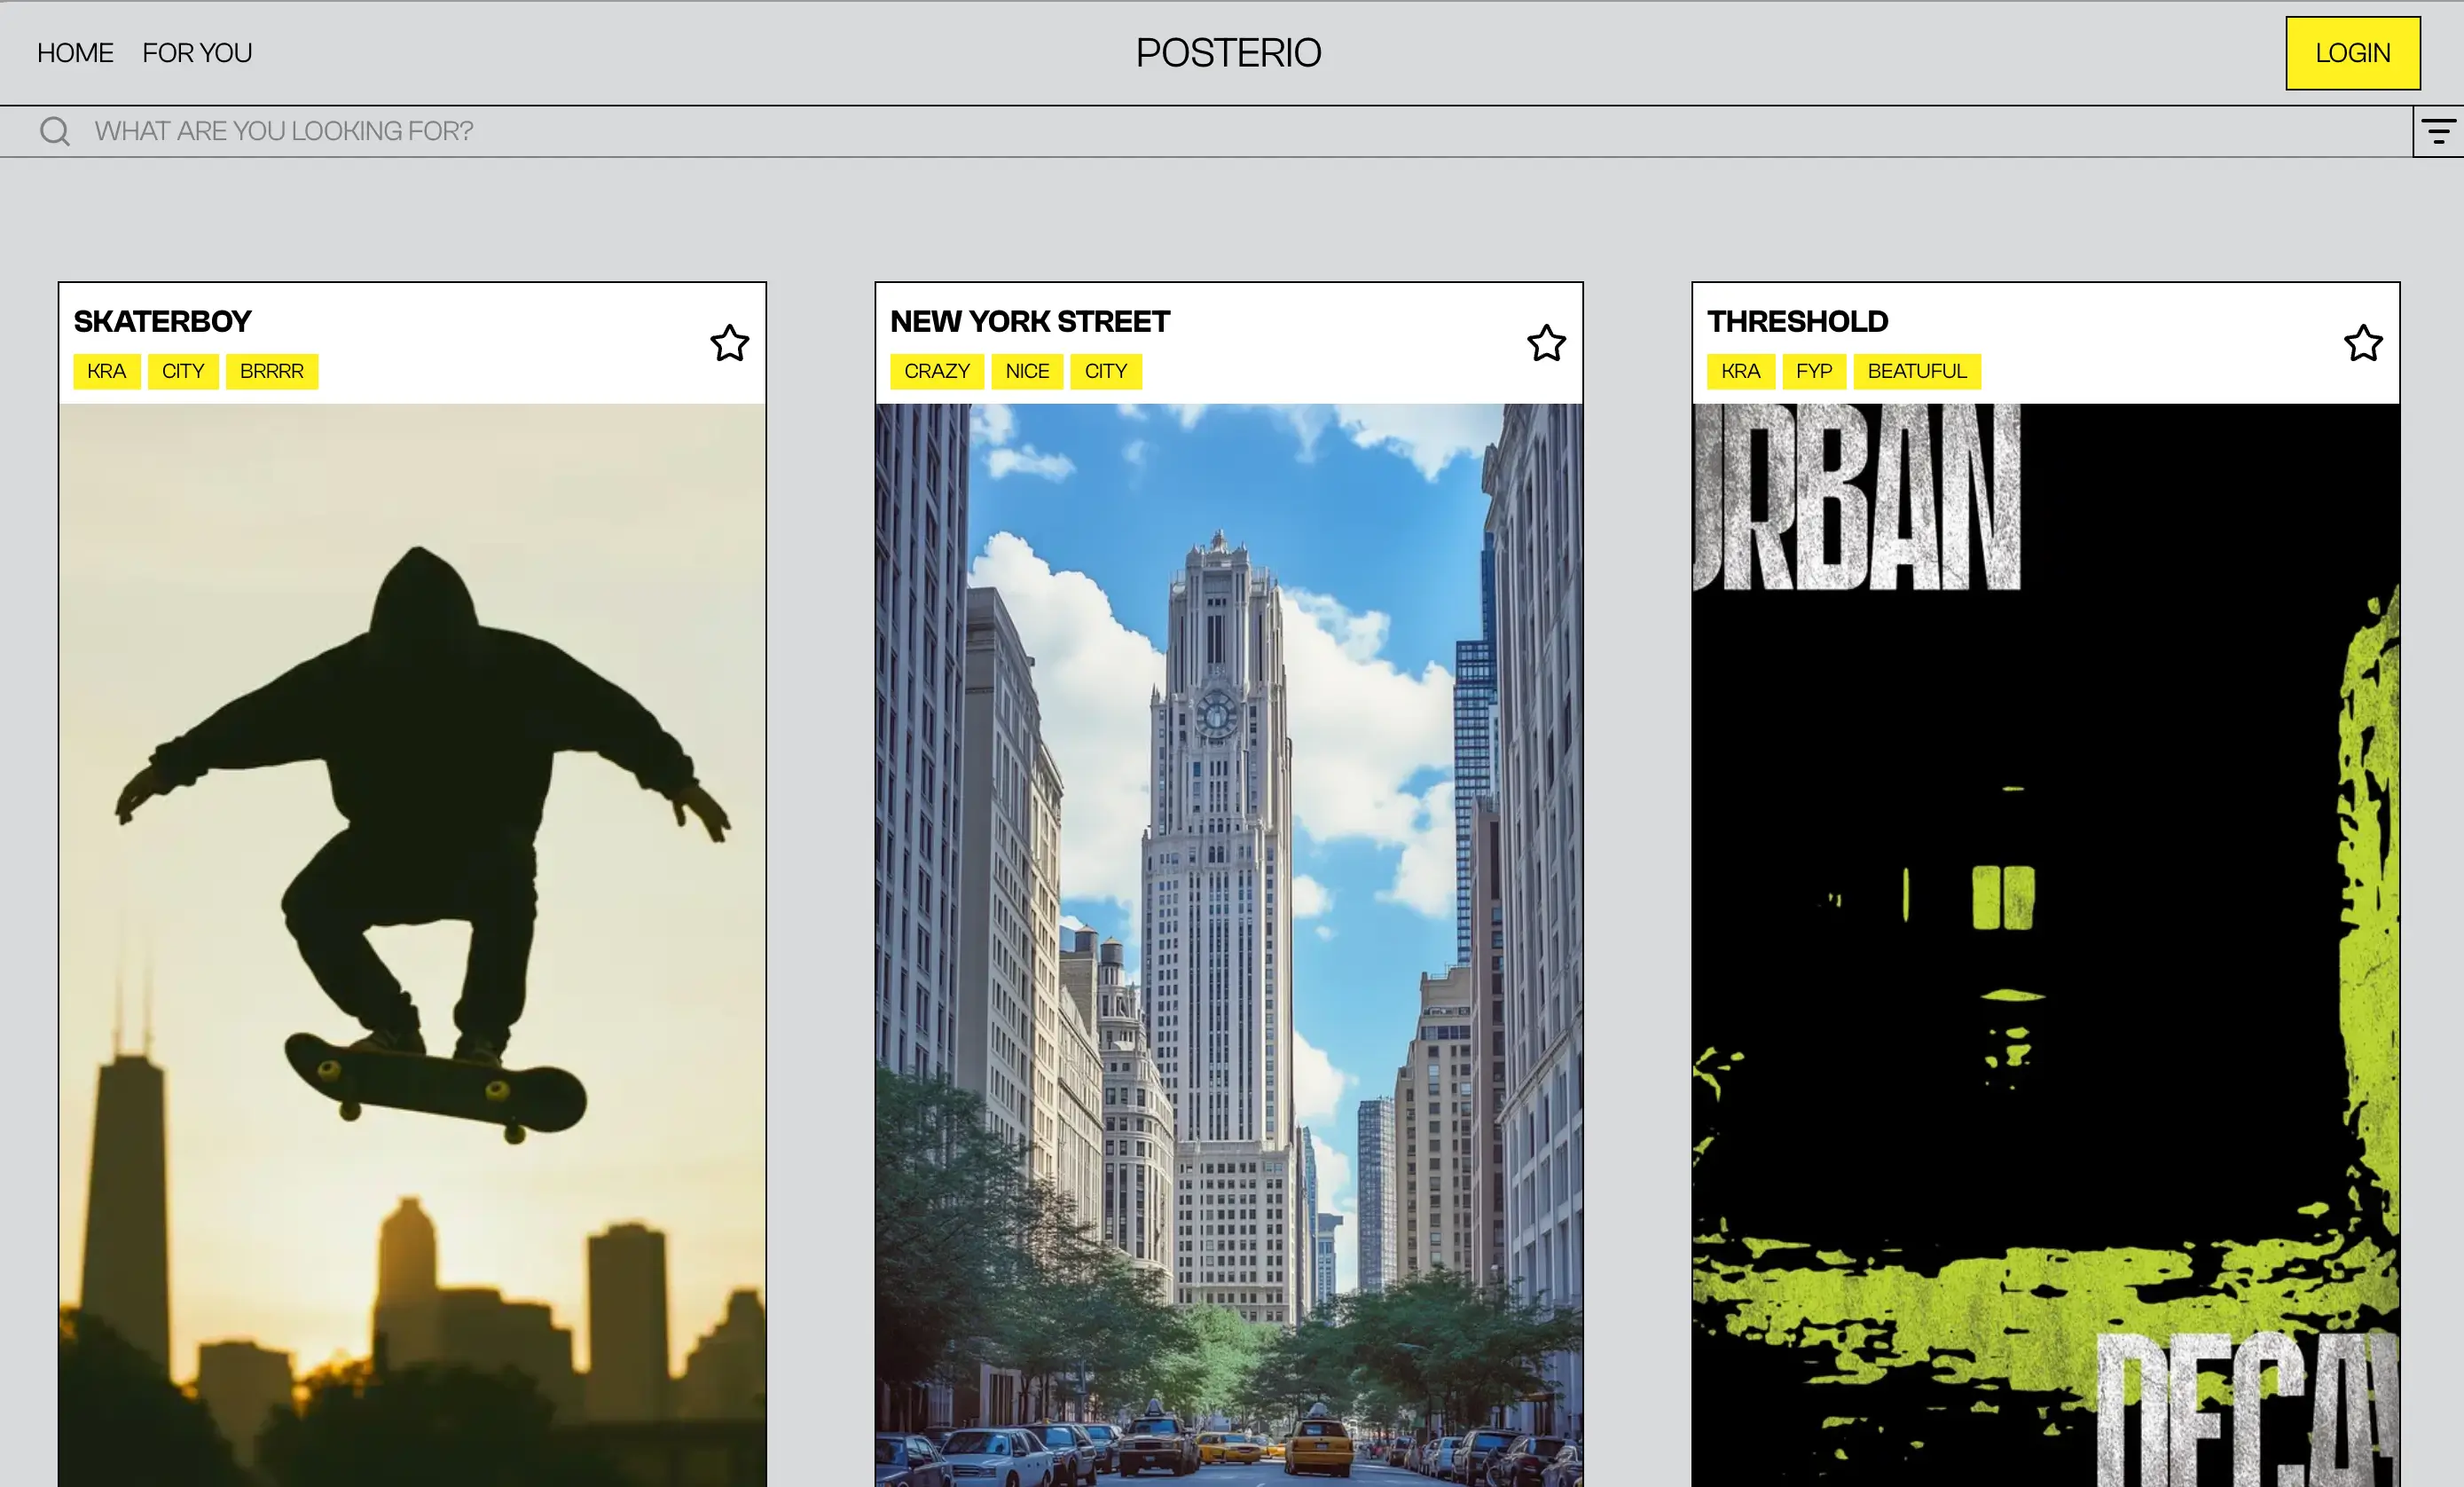 HOME FOR YOU POSTERIO LOGIN
WHAT ARE YOU LOOKING FOR?
SKATERBOY
KRA CITY BRRRR
NEW YORK STREET
CRAZY NICE CITY
THRESHOLD
KRA FYP BEATUFUL
URBAN
DECAY